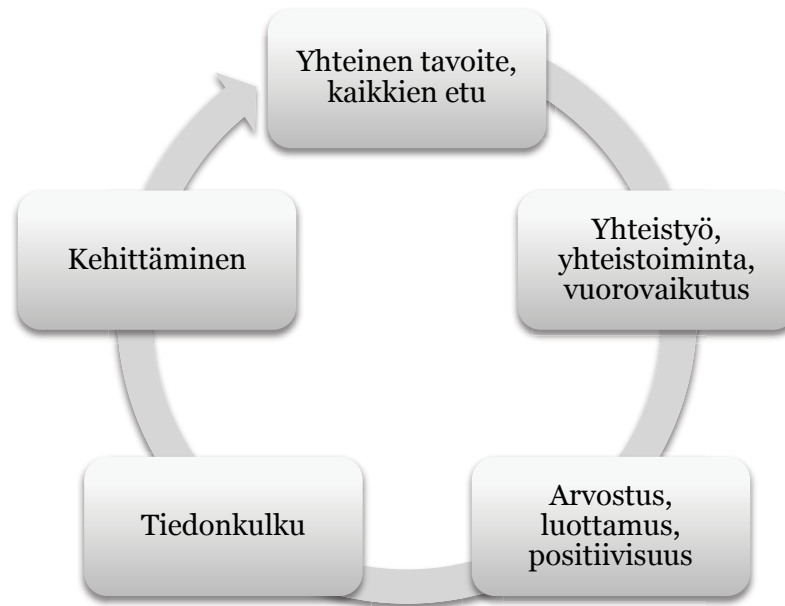 Yhteinen tavoite,
kaikkien etu
Yhteistyö,
yhteistoiminta,
vuorovaikutus
Arvostus,
luottamus,
positiivisuus
Tiedonkulku
Kehittäminen